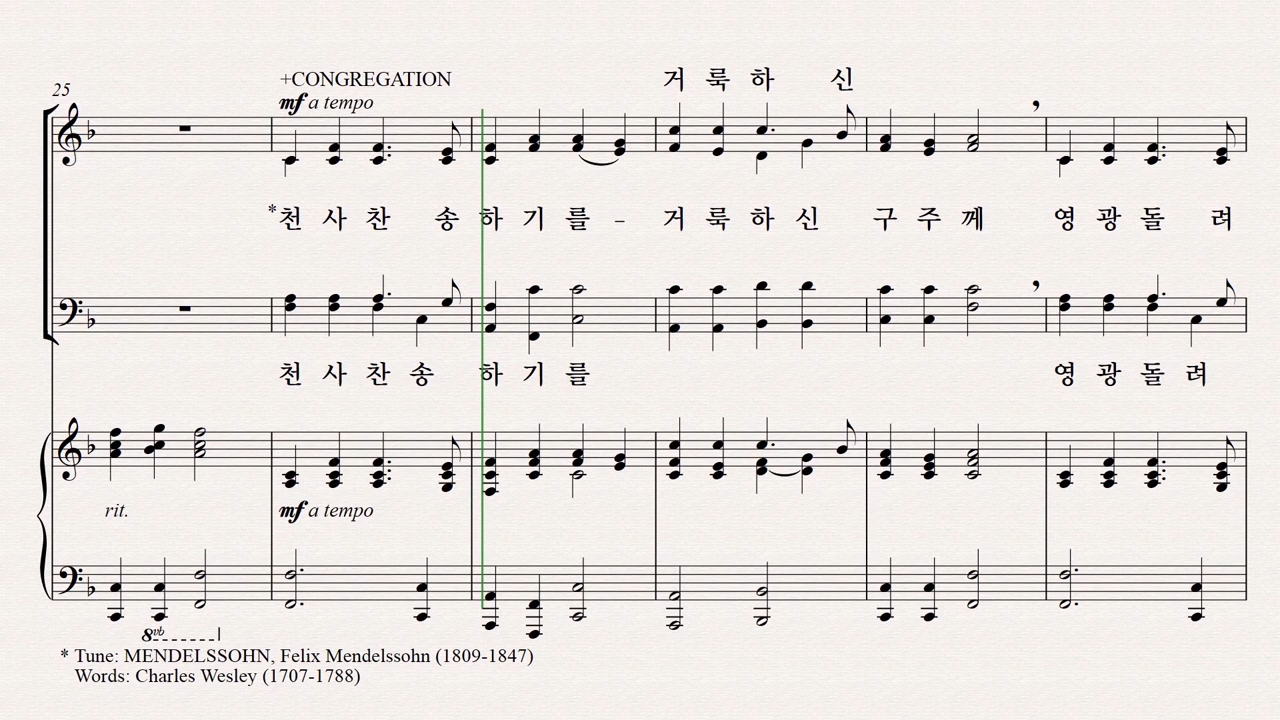 25
+CONGREGATION
mf a tempo
거 룩 하 신
*천 사 찬 송 하 기 를 - 거 룩 하 신 구 주 께 영 광 돌 려
천 사 찬 송 하 기 를 영 광 돌 려
rit. mf a tempo
8vb
* Tune: MENDELSSOHN, Felix Mendelssohn (1809-1847)
Words: Charles Wesley (1707-1788)